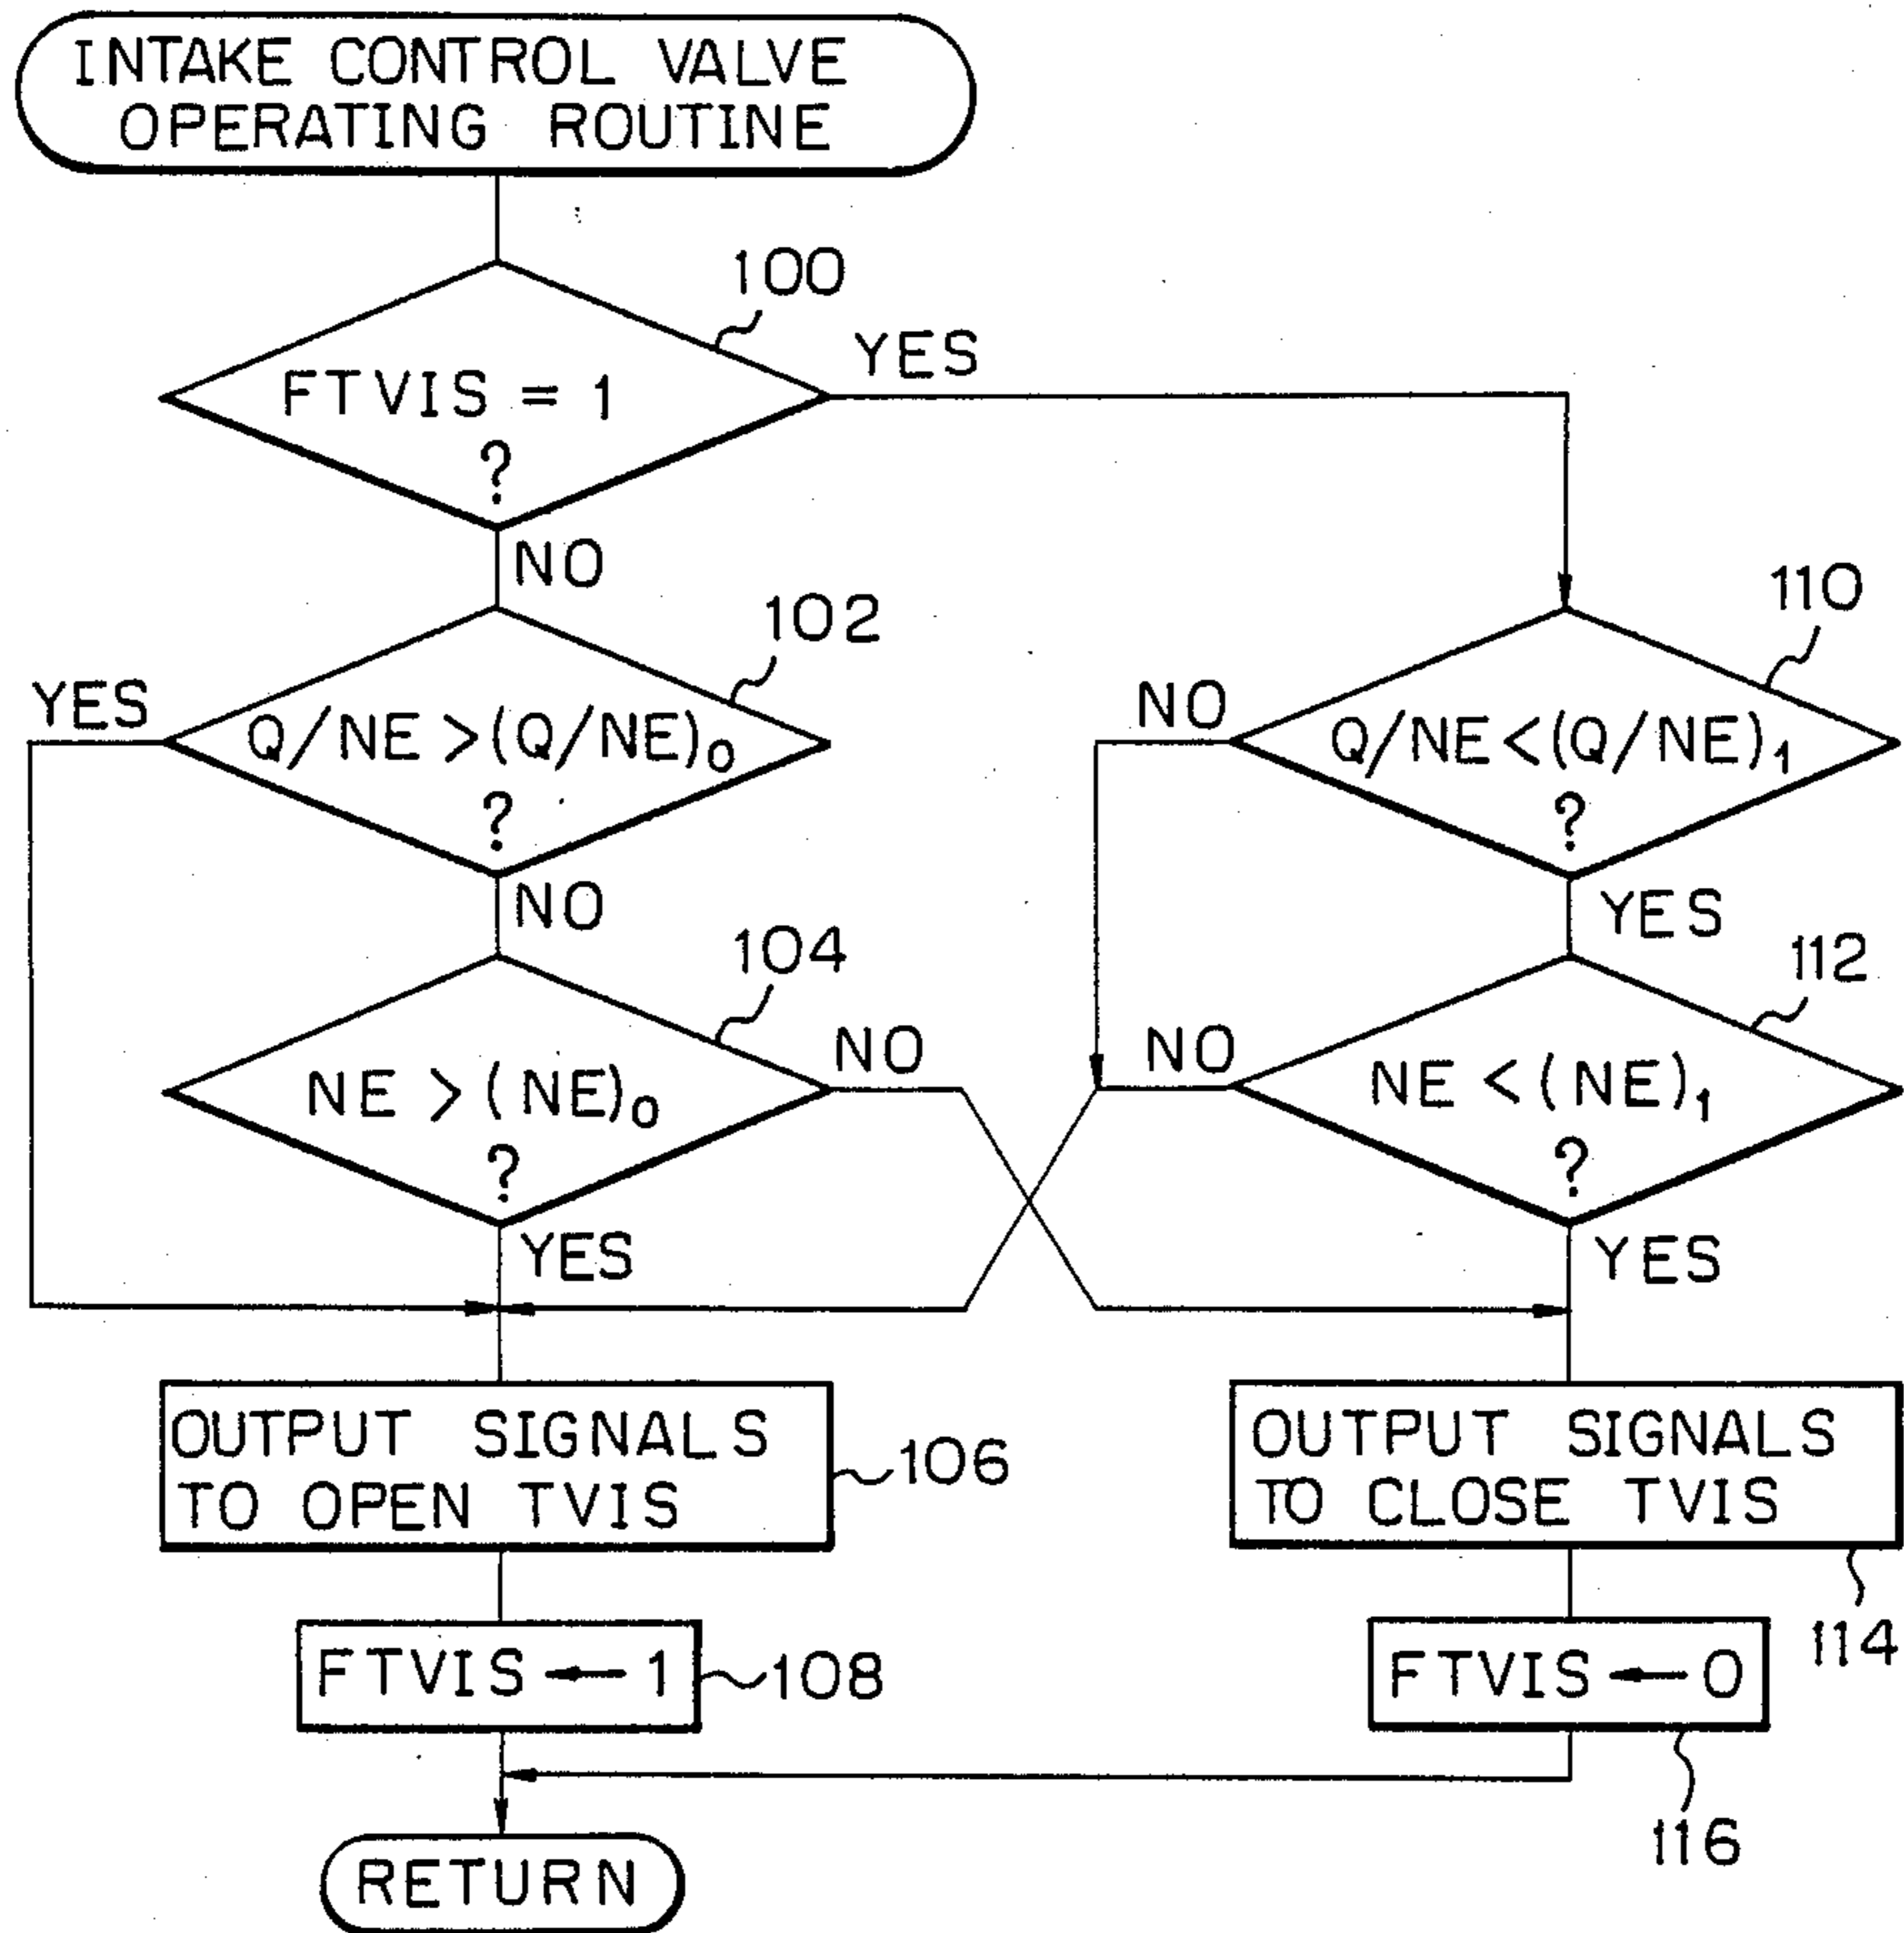 INTAKE CONTROL VALVE
OPERATING ROUTINE
100
FTVIS = 1
?
YES
NO
102
Q/NE > (Q/NE)₀
?
YES
NO
110
Q/NE < (Q/NE)₁
?
NO
YES
104
NE > (NE)₀
?
NO
YES
112
NE < (NE)₁
?
NO
YES
OUTPUT SIGNALS
TO OPEN TVIS
106
OUTPUT SIGNALS
TO CLOSE TVIS
114
FTVIS ← 1
108
FTVIS ← 0
116
RETURN